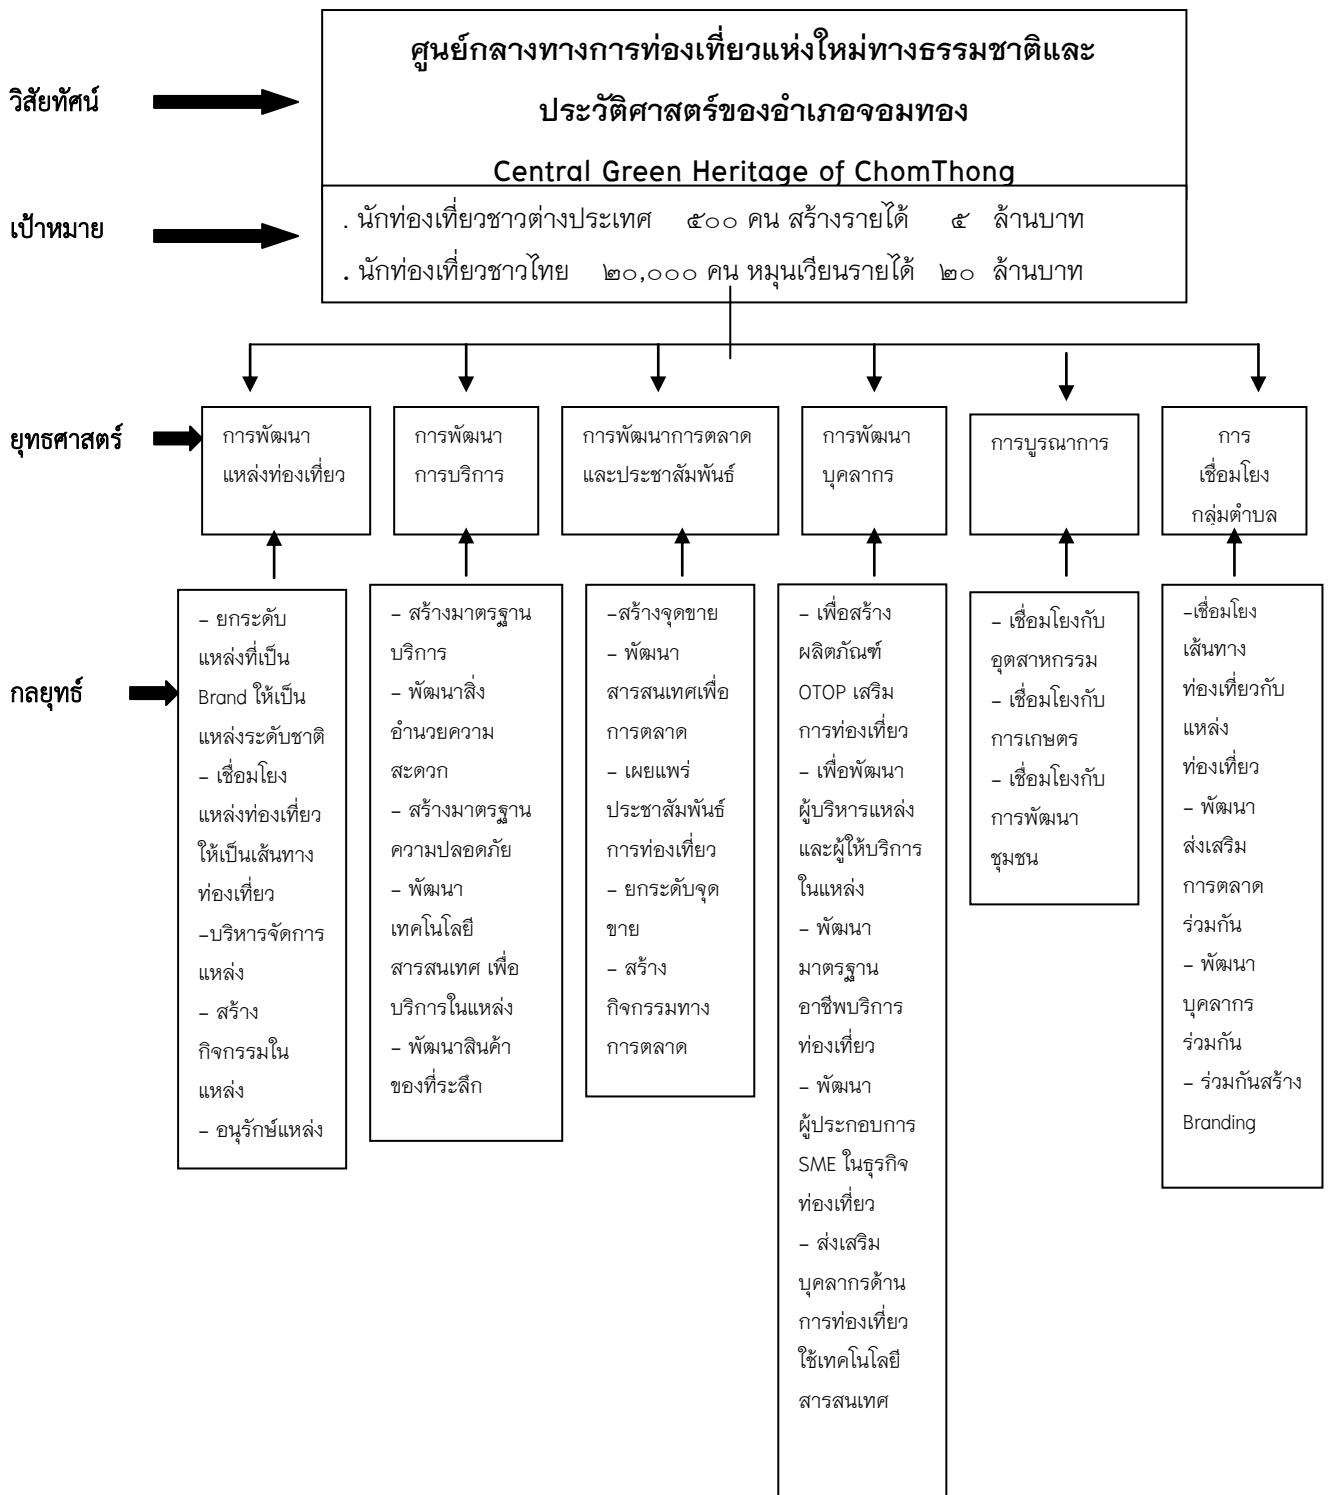 ศูนย์กลางทางการท่องเที่ยวแห่งใหม่ทางธรรมชาติและ
วิสัยทัศน์
ประวัติศาสตร์ของอำเภอจอมทอง
Central Green Heritage of ChomThong
เป้าหมาย
. นักท่องเที่ยวชาวต่างประเทศ ๕๐๐ คน สร้างรายได้ ๕ ล้านบาท
. นักท่องเที่ยวชาวไทย ๒๐,๐๐๐ คน หมุนเวียนรายได้ ๒๐ ล้านบาท
ยุทธศาสตร์
การพัฒนา
แหล่งท่องเที่ยว
การพัฒนา
การบริการ
การพัฒนาการตลาด
และประชาสัมพันธ์
การพัฒนา
บุคลากร
การบูรณาการ
การ
เชื่อมโยง
กลุ่มตำบล
กลยุทธ์
– ยกระดับ
แหล่งที่เป็น
Brand ให้เป็น
แหล่งระดับชาติ
– เชื่อมโยง
แหล่งท่องเที่ยว
ให้เป็นเส้นทาง
ท่องเที่ยว
–บริหารจัดการ
แหล่ง
– สร้าง
กิจกรรมใน
แหล่ง
– อนุรักษ์แหล่ง
– สร้างมาตรฐาน
บริการ
– พัฒนาสิ่ง
อำนวยความ
สะดวก
– สร้างมาตรฐาน
ความปลอดภัย
– พัฒนา
เทคโนโลยี
สารสนเทศ เพื่อ
บริการในแหล่ง
– พัฒนาสินค้า
ของที่ระลึก
–สร้างจุดขาย
– พัฒนา
สารสนเทศเพื่อ
การตลาด
– เผยแพร่
ประชาสัมพันธ์
การท่องเที่ยว
– ยกระดับจุด
ขาย
– สร้าง
กิจกรรมทาง
การตลาด
– เพื่อสร้าง
ผลิตภัณฑ์
OTOP เสริม
การท่องเที่ยว
– เพื่อพัฒนา
ผู้บริหารแหล่ง
และผู้ให้บริการ
ในแหล่ง
– พัฒนา
มาตรฐาน
อาชีพบริการ
ท่องเที่ยว
– พัฒนา
ผู้ประกอบการ
SME ในธุรกิจ
ท่องเที่ยว
– ส่งเสริม
บุคลากรด้าน
การท่องเที่ยว
ใช้เทคโนโลยี
สารสนเทศ
– เชื่อมโยงกับ
อุตสาหกรรม
– เชื่อมโยงกับ
การเกษตร
– เชื่อมโยงกับ
การพัฒนา
ชุมชน
–เชื่อมโยง
เส้นทาง
ท่องเที่ยวกับ
แหล่ง
ท่องเที่ยว
– พัฒนา
ส่งเสริม
การตลาด
ร่วมกัน
– พัฒนา
บุคลากร
ร่วมกัน
– ร่วมกันสร้าง
Branding